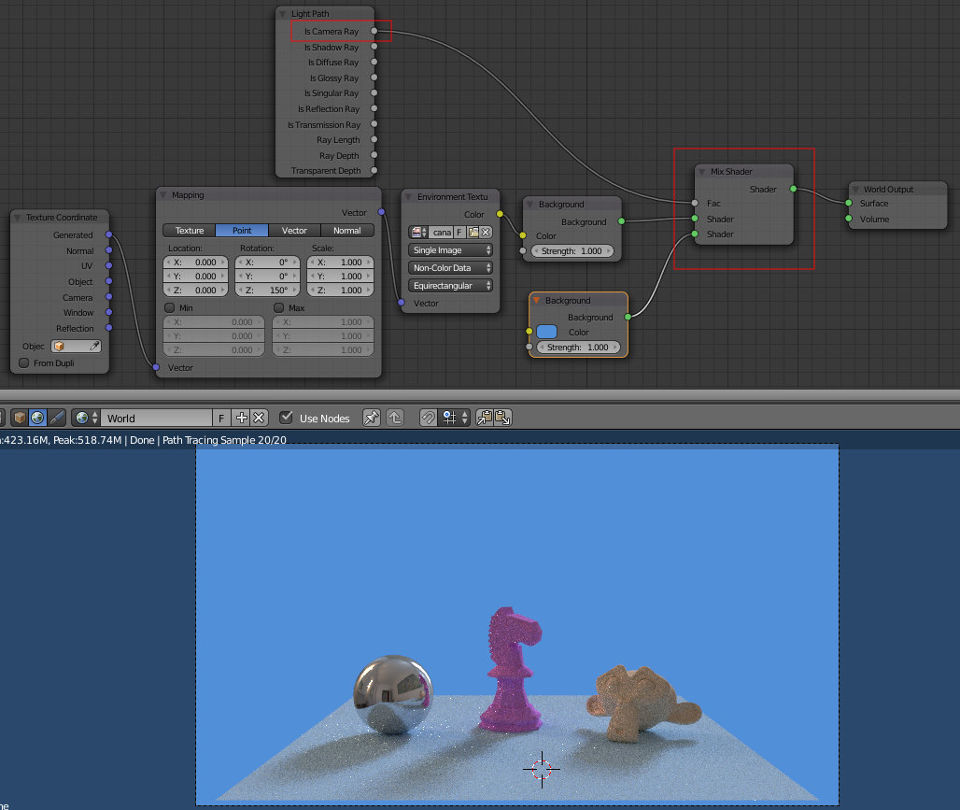 Light Path
Is Camera Ray
Is Shadow Ray
Is Diffuse Ray
Is Glossy Ray
Is Singular Ray
Is Reflection Ray
Is Transmission Ray
Ray Length
Ray Depth
Transparent Depth
Texture Coordinate
Generated
Normal
UV
Object
Camera
Window
Reflection
Objec
From Dupli
Mapping
Vector
Texture Point Vector Normal
Location: Rotation: Scale:
X: 0.000 X: 0° X: 1.000
Y: 0.000 Y: 0° Y: 1.000
Z: 0.000 Z: 150° Z: 1.000
Min Max
X: 0.000 X: 1.000
Y: 0.000 Y: 1.000
Z: 0.000 Z: 1.000
Vector
Environment Textu
Color
cana F
Single Image
Non-Color Data
Equirectangular
Vector
Background
Background
Color
Strength: 1.000
Background
Background
Color
Strength: 1.000
Mix Shader
Shader
Fac
Shader
Shader
World Output
Surface
Volume
World F Use Nodes
:423.16M, Peak:518.74M | Done | Path Tracing Sample 20/20
ne